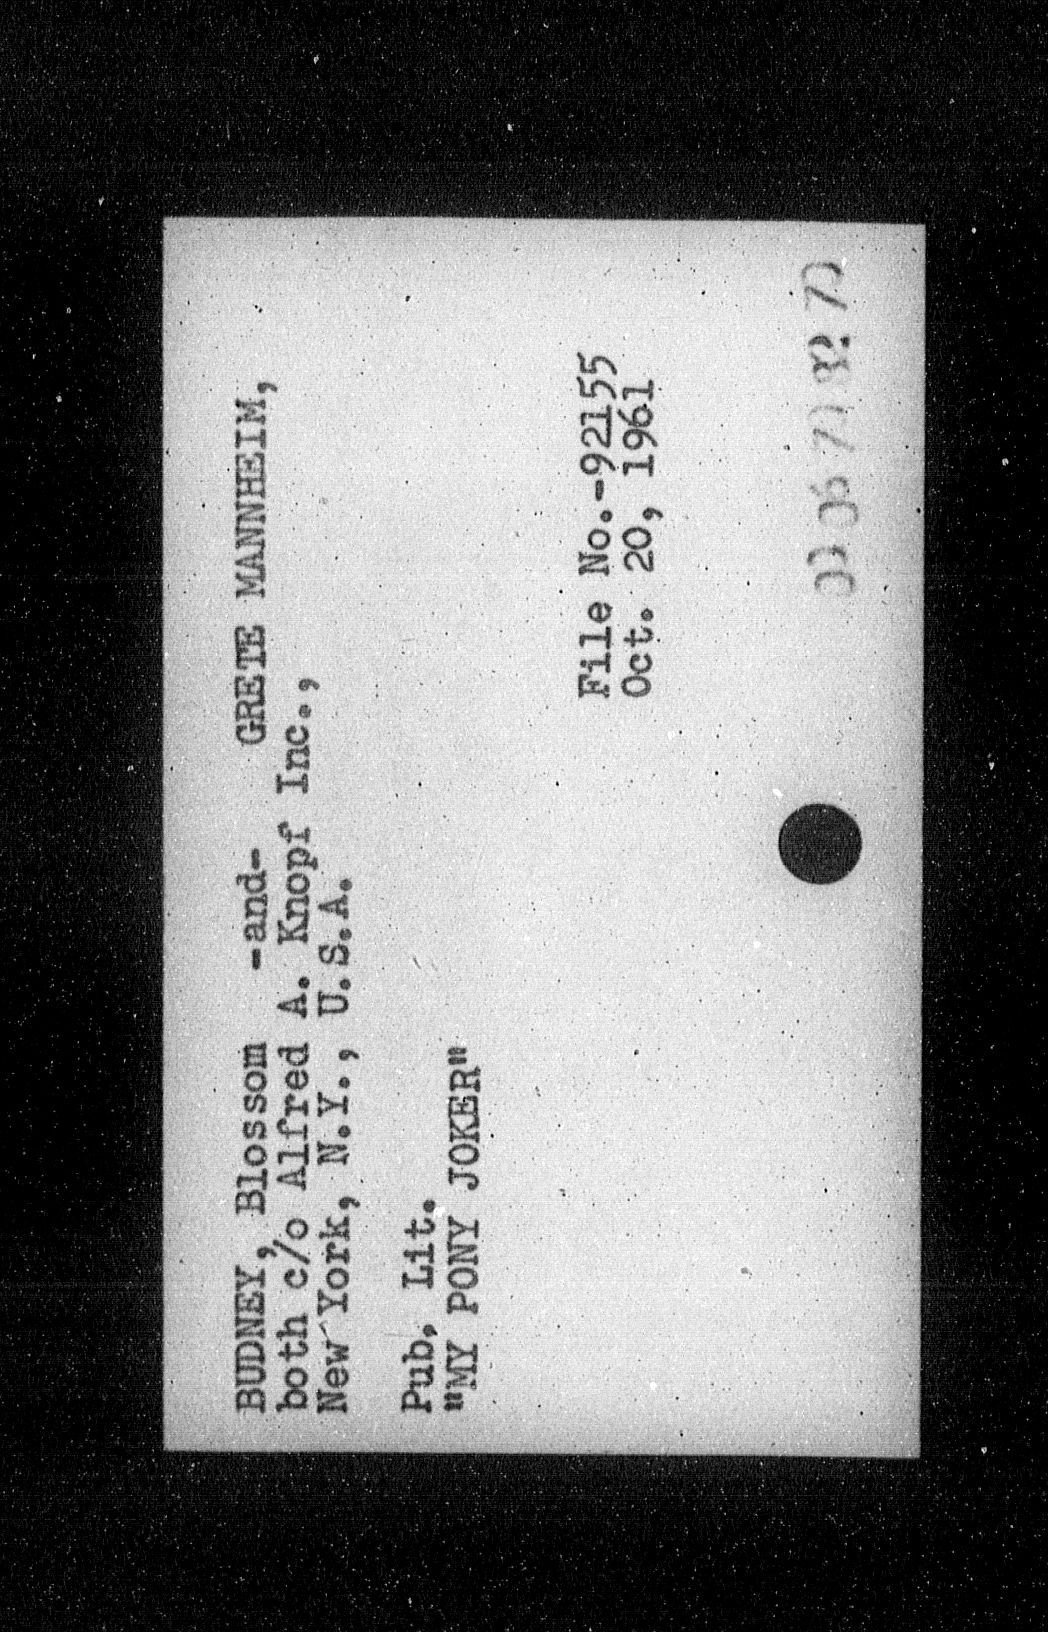 BUDNEY, Blossom -and- GRETE MANNHEIM,
both c/o Alfred A. Knopf Inc.,
New York, N.Y., U.S.A.
Pub. Lit.
"MY PONY JOKER"
File No.-92155
Oct. 20, 1961